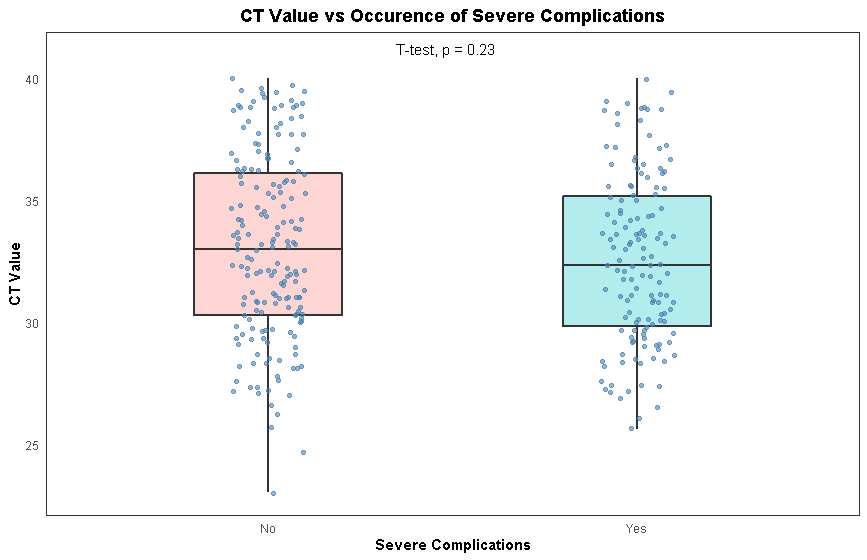 CT Value vs Occurence of Severe Complications
T-test, p = 0.23
40
35
30
25
CT Value
No
Yes
Severe Complications